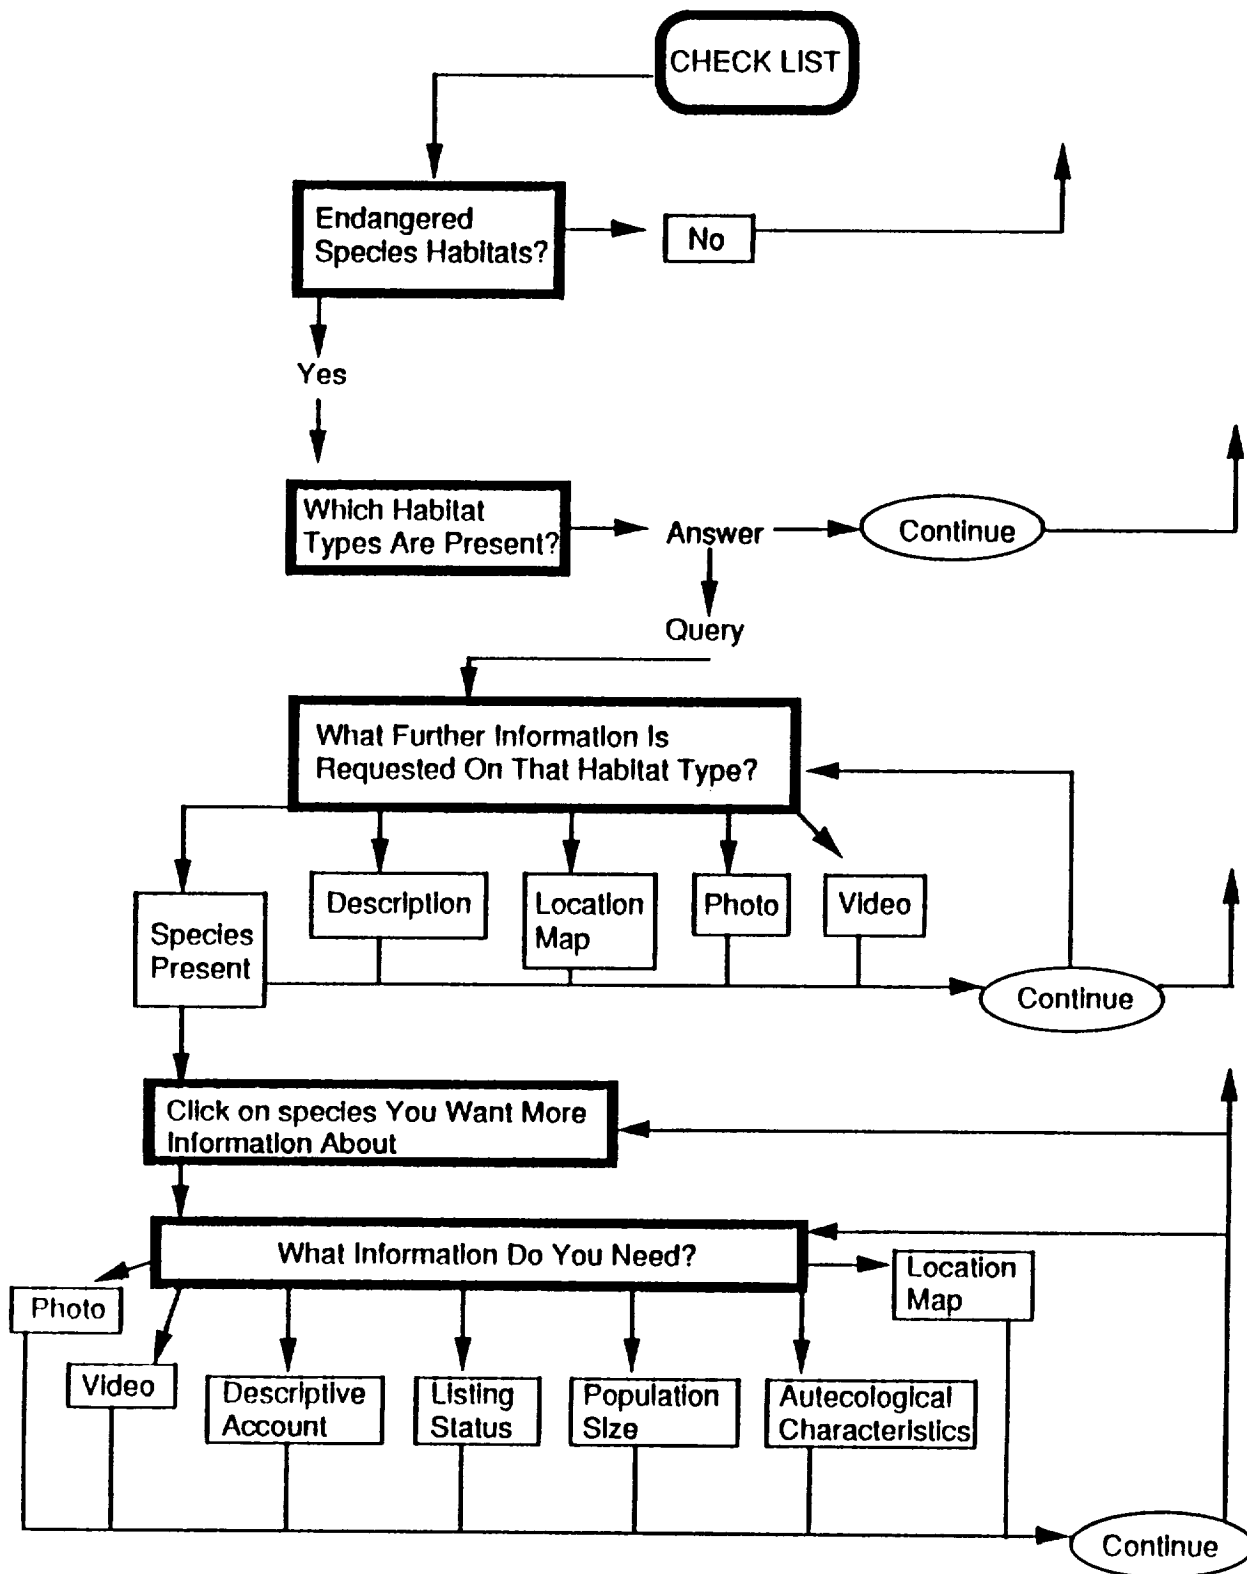 CHECK LIST
Endangered
Species Habitats?
No
Yes
Which Habitat
Types Are Present?
Answer
Continue
Query
What Further Information Is
Requested On That Habitat Type?
Species
Present
Description
Location
Map
Photo
Video
Continue
Click on species You Want More
Information About
What Information Do You Need?
Photo
Video
Descriptive
Account
Listing
Status
Population
Size
Autecological
Characteristics
Location
Map
Continue